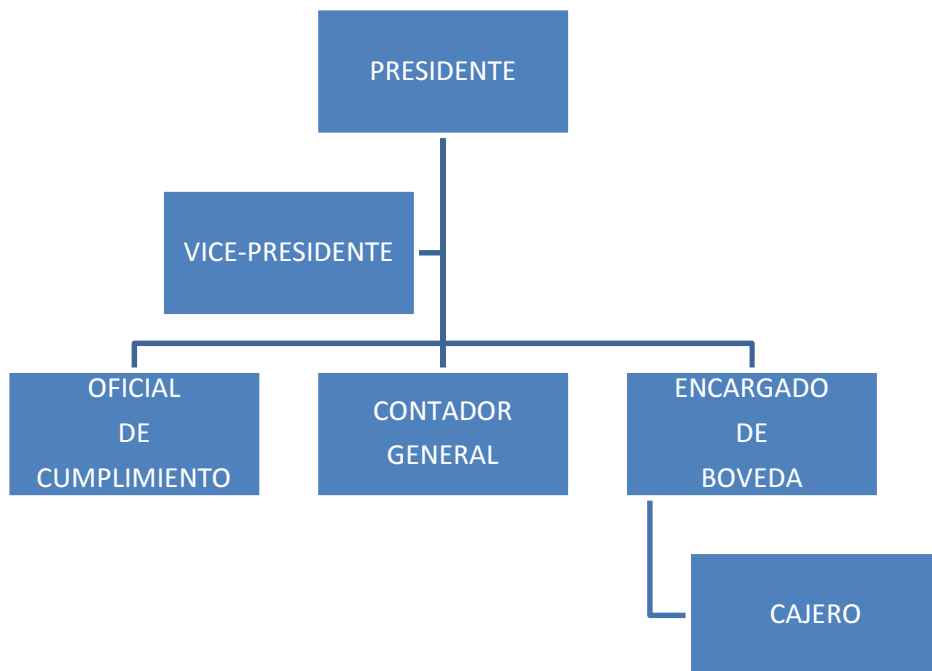 PRESIDENTE
VICE-PRESIDENTE
OFICIAL
DE
CUMPLIMIENTO
CONTADOR
GENERAL
ENCARGADO
DE
BOVEDA
CAJERO